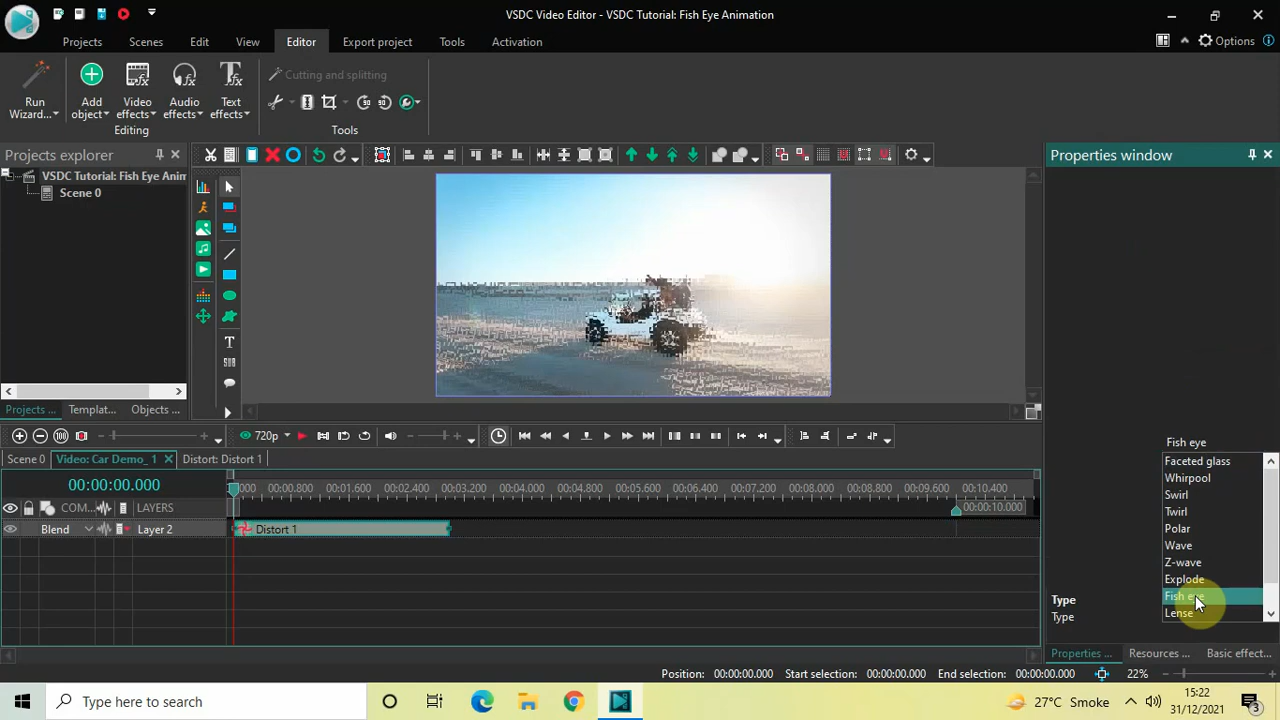 VSDC Video Editor - VSDC Tutorial: Fish Eye Animation
Projects
Scenes
Edit
View
Editor
Export project
Tools
Activation
Options
Run
Wizard...
Add
object
Video
effects
Audio
effects
Text
effects
Editing
Cutting and splitting
Tools
Projects explorer
VSDC Tutorial: Fish Eye Anim
Scene 0
Projects ...
Templat...
Objects ...
Properties window
Fish eye
Faceted glass
Whirpool
Swirl
Twirl
Polar
Wave
Z-wave
Explode
Fish eye
Lense
Type
Type
Properties ...
Resources ...
Basic effect...
720p
Scene 0
Video: Car Demo_ 1
Distort: Distort 1
00:00:00.000
000
00:00.800
00:01.600
00:02.400
00:03.200
00:04.000
00:04.800
00:05.600
00:06.400
00:07.200
00:08.000
00:08.800
00:09.600
00:10.400
00:00:10.000
COM...
LAYERS
Blend
Layer 2
Distort 1
Position: 00:00:00.000 Start selection: 00:00:00.000 End selection: 00:00:00.000 22%
Type here to search
27°C Smoke
15:22
31/12/2021
3